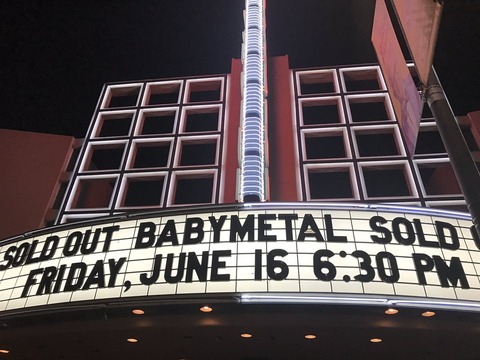 SOLD OUT BABYMETAL SOLD
FRIDAY, JUNE 16 6:30 PM